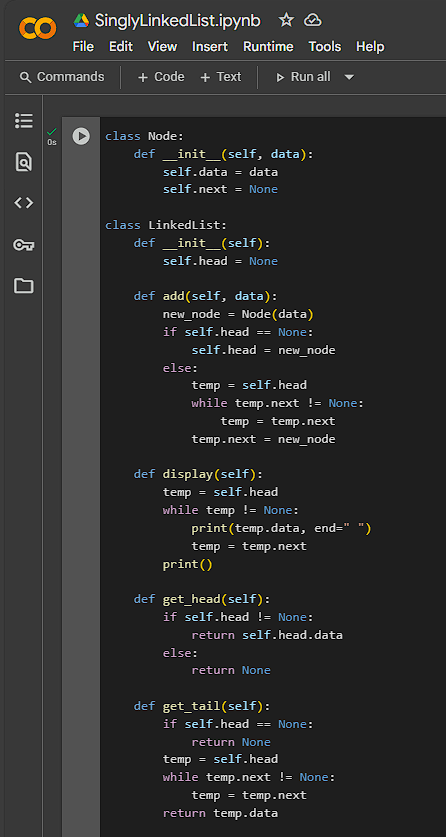 SinglyLinkedList.ipynb
File Edit View Insert Runtime Tools Help
Commands + Code + Text Run all
0s
class Node:
    def __init__(self, data):
        self.data = data
        self.next = None

class LinkedList:
    def __init__(self):
        self.head = None

    def add(self, data):
        new_node = Node(data)
        if self.head == None:
            self.head = new_node
        else:
            temp = self.head
            while temp.next != None:
                temp = temp.next
            temp.next = new_node

    def display(self):
        temp = self.head
        while temp != None:
            print(temp.data, end=" ")
            temp = temp.next
        print()

    def get_head(self):
        if self.head != None:
            return self.head.data
        else:
            return None

    def get_tail(self):
        if self.head == None:
            return None
        temp = self.head
        while temp.next != None:
            temp = temp.next
        return temp.data